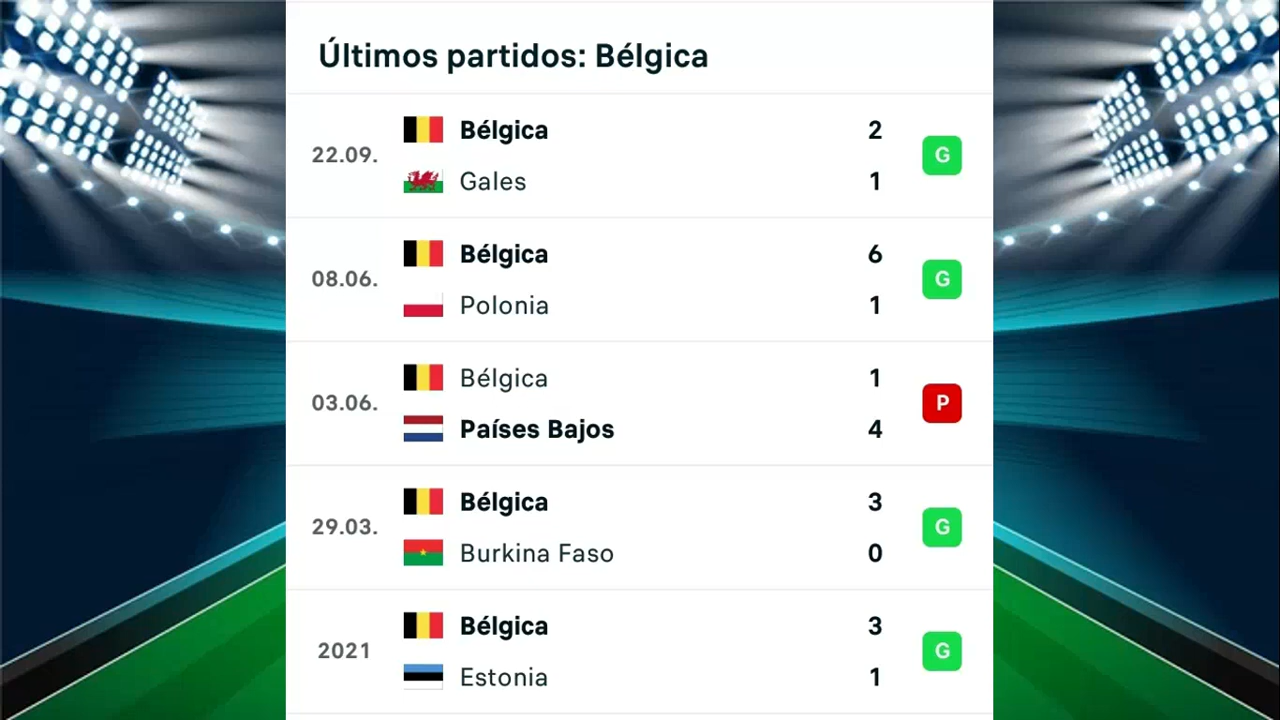 Últimos partidos: Bélgica
22.09.
Bélgica 2
Gales 1
G
08.06.
Bélgica 6
Polonia 1
G
03.06.
Bélgica 1
Países Bajos 4
P
29.03.
Bélgica 3
Burkina Faso 0
G
2021
Bélgica 3
Estonia 1
G